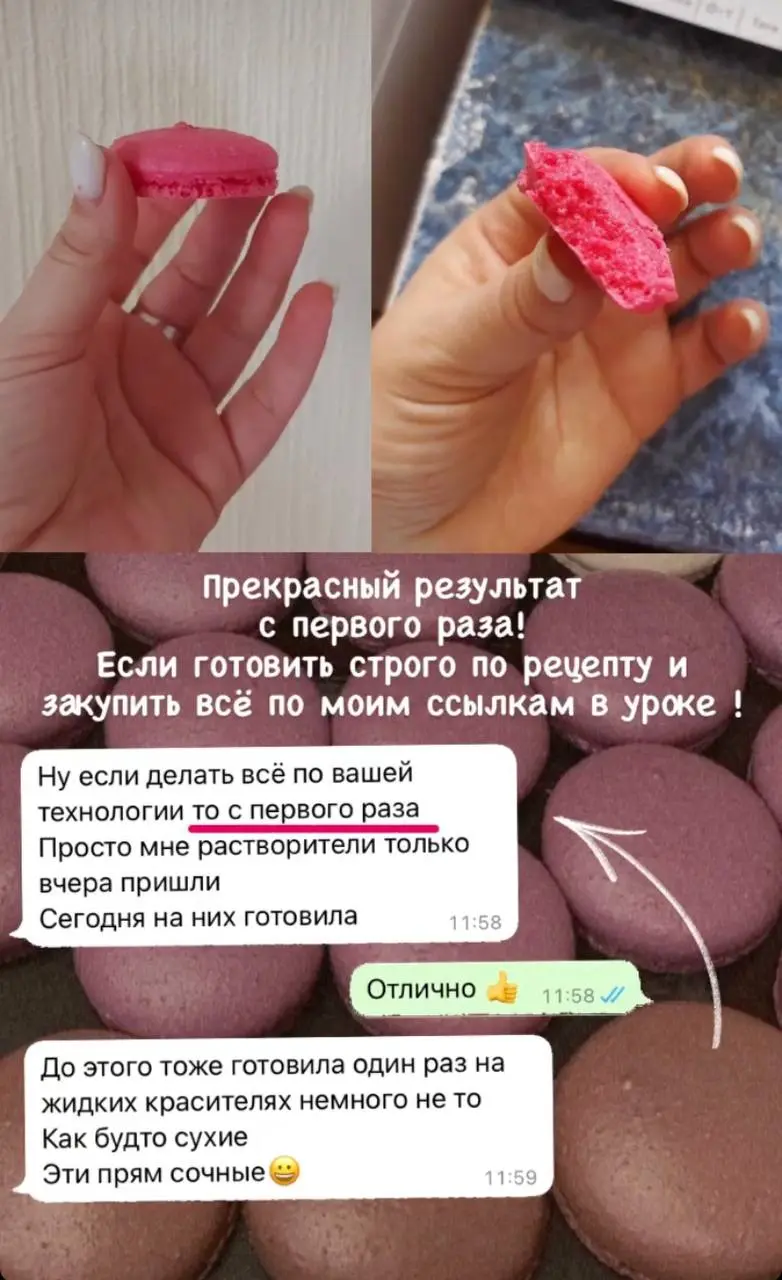 Прекрасный результат
с первого раза!
Если готовить строго по рецепту и
закупить всё по моим ссылкам в уроке !
Ну если делать всё по вашей
технологии то с первого раза
Просто мне растворители только
вчера пришли
Сегодня на них готовила
11:58
Отлично 👍
11:58
До этого тоже готовила один раз на
жидких красителях немного не то
Как будто сухие
Эти прям сочные😀
11:59